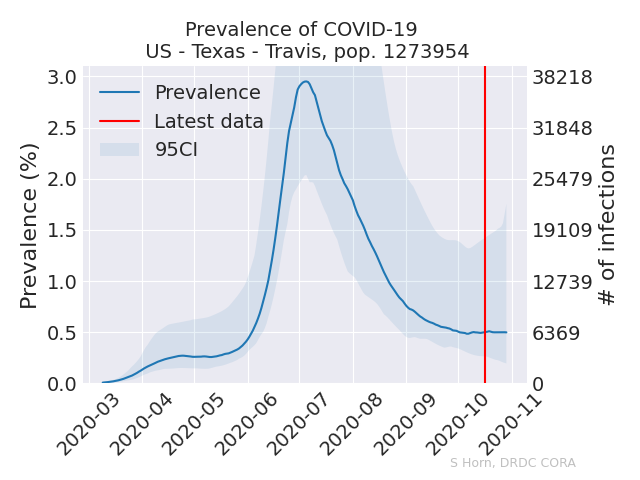 Prevalence of COVID-19
US - Texas - Travis, pop. 1273954
Prevalence (%)
3.0
2.5
2.0
1.5
1.0
0.5
0.0
Prevalence
Latest data
95CI
38218
31848
25479
19109
12739
6369
0
# of infections
2020-03
2020-04
2020-05
2020-06
2020-07
2020-08
2020-09
2020-10
2020-11
S Horn, DRDC CORA